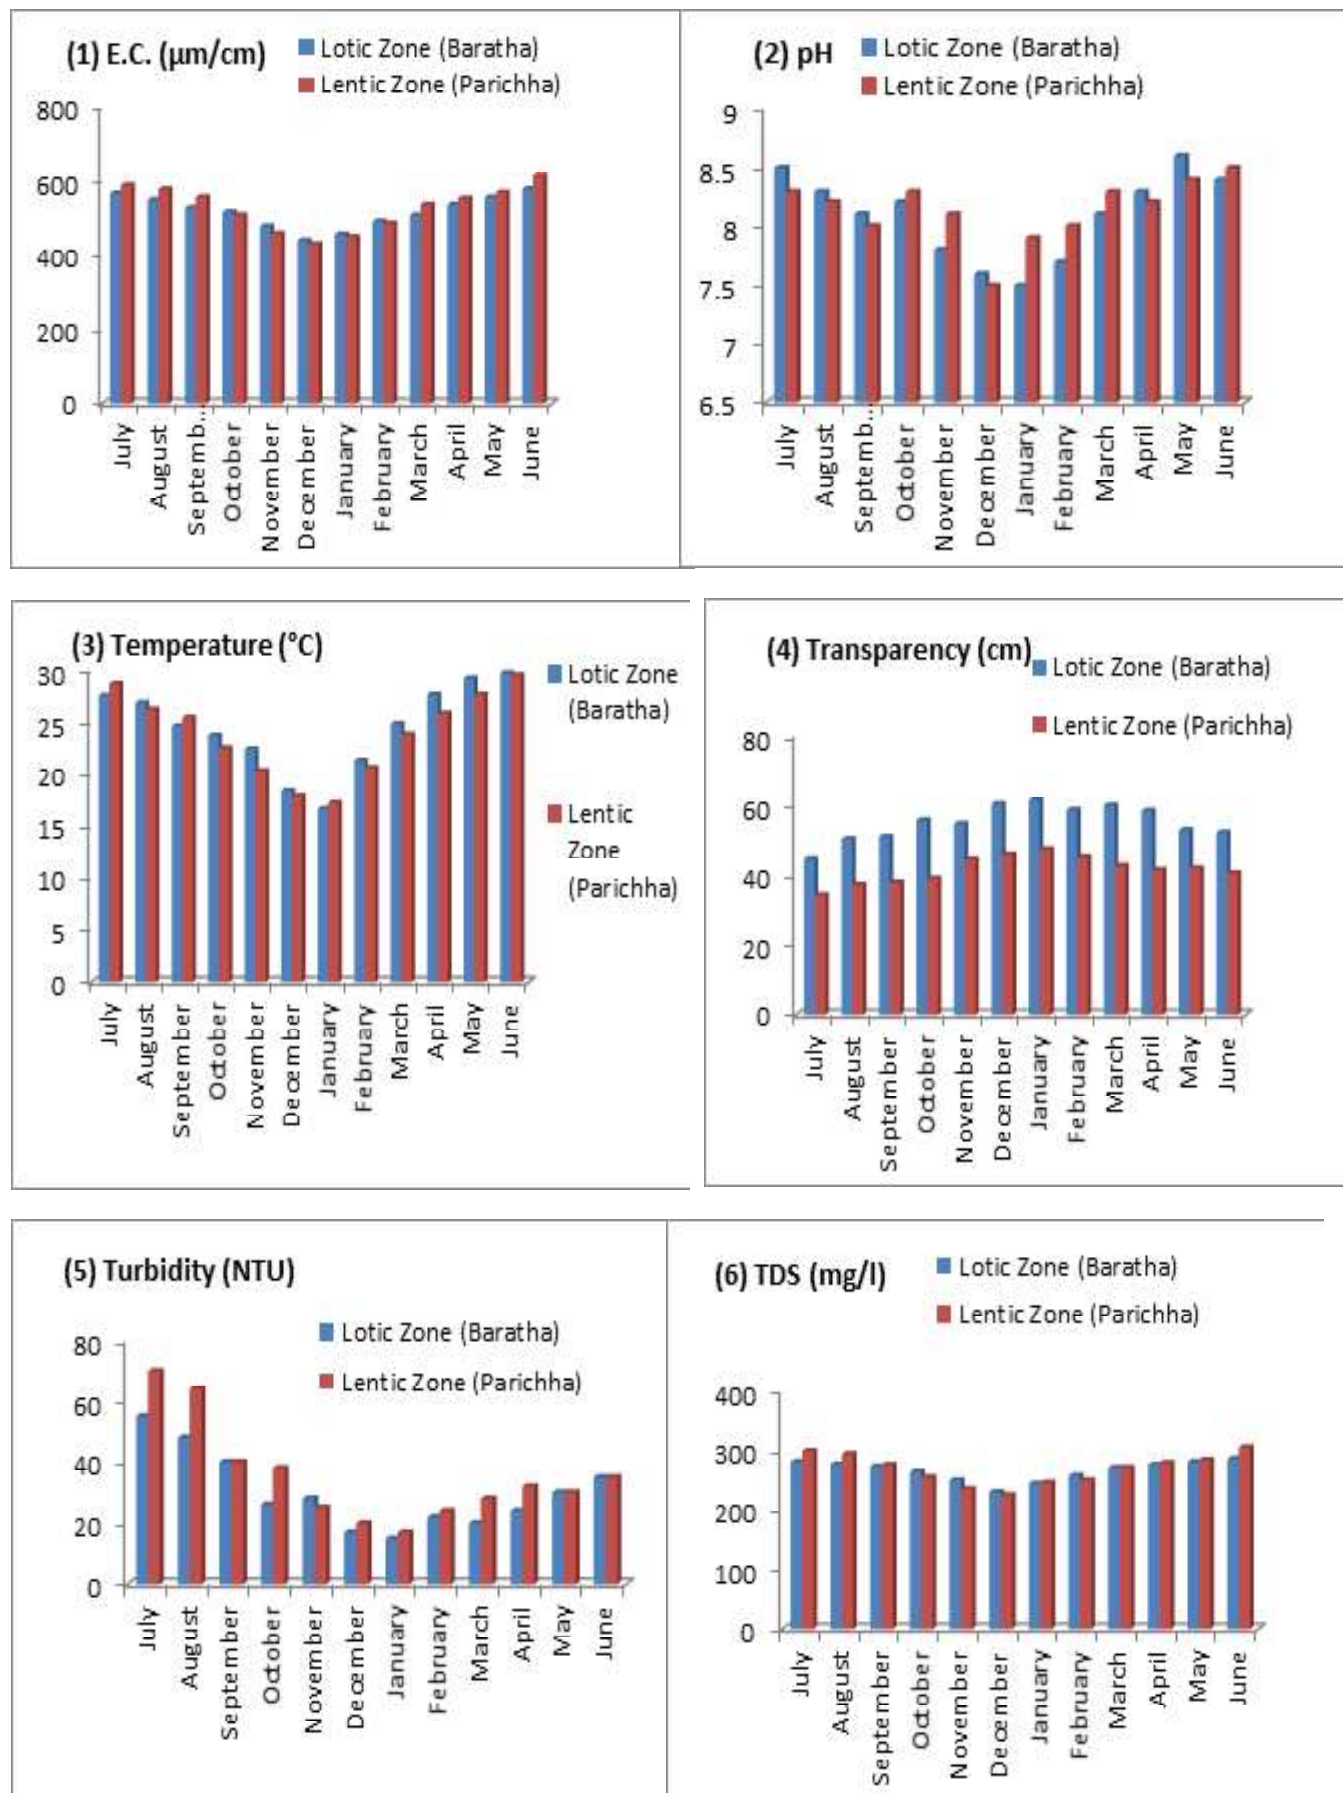 (1) E.C. (µm/cm)
Lotic Zone (Baratha)
Lentic Zone (Parichha)
800
600
400
200
0
July
August
Septemb...
October
November
December
January
February
March
April
May
June
(2) pH
Lotic Zone (Baratha)
Lentic Zone (Parichha)
9
8.5
8
7.5
7
6.5
July
August
Septemb...
October
November
December
January
February
March
April
May
June
(3) Temperature (°C)
Lotic Zone
(Baratha)
Lentic
Zone
(Parichha)
30
25
20
15
10
5
0
July
August
September
October
November
December
January
February
March
April
May
June
(4) Transparency (cm)
Lotic Zone (Baratha)
Lentic Zone (Parichha)
80
60
40
20
0
July
August
September
October
November
December
January
February
March
April
May
June
(5) Turbidity (NTU)
Lotic Zone (Baratha)
Lentic Zone (Parichha)
80
60
40
20
0
July
August
September
October
November
December
January
February
March
April
May
June
(6) TDS (mg/l)
Lotic Zone (Baratha)
Lentic Zone (Parichha)
400
300
200
100
0
July
August
September
October
November
December
January
February
March
April
May
June